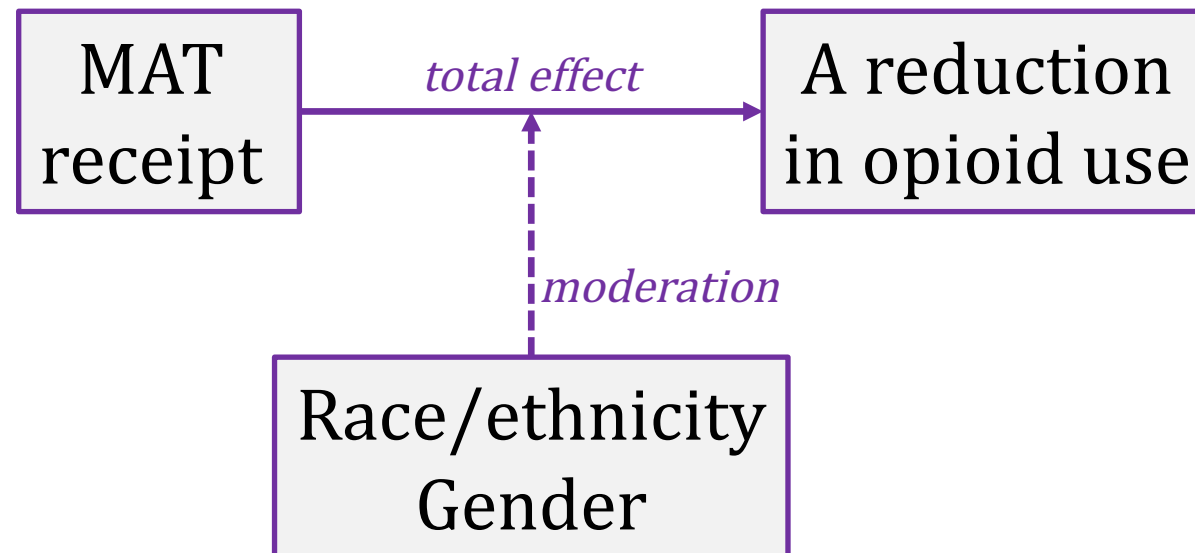 MAT
receipt
total effect
A reduction
in opioid use
moderation
Race/ethnicity
Gender